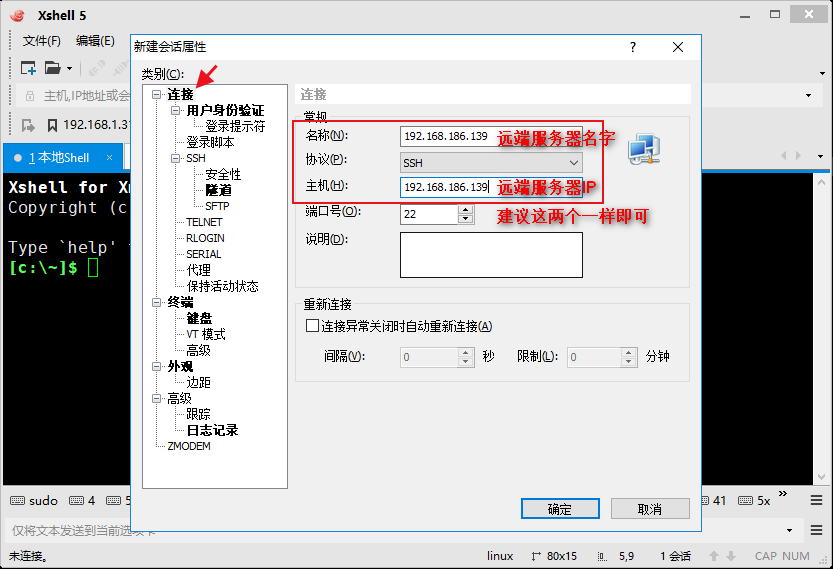 Xshell 5
文件(F) 编辑(E)
新建会话属性 ?
类别(C):
主机,IP地址或会
192.168.1.3
1 本地Shell ×
Xshell for X
Copyright (c
Type `help'
[c:\~]$
连接
用户身份验证
登录提示符
登录脚本
SSH
安全性
隧道
SFTP
TELNET
RLOGIN
SERIAL
代理
保持活动状态
终端
键盘
VT 模式
高级
外观
边距
高级
跟踪
日志记录
ZMODEM
连接
常规
名称(N): 192.168.186.139 远端服务器名字
协议(P): SSH
主机(H): 192.168.186.139 远端服务器IP
端口号(O): 22 建议这两个一样即可
说明(D):
重新连接
连接异常关闭时自动重新连接(A)
间隔(V): 0 秒 限制(L): 0 分钟
确定 取消
sudo 4 5 41 5x »
仅将文本发送到当前选项卡
未连接。 linux 80x15 5,9 1 会话 CAP NUM